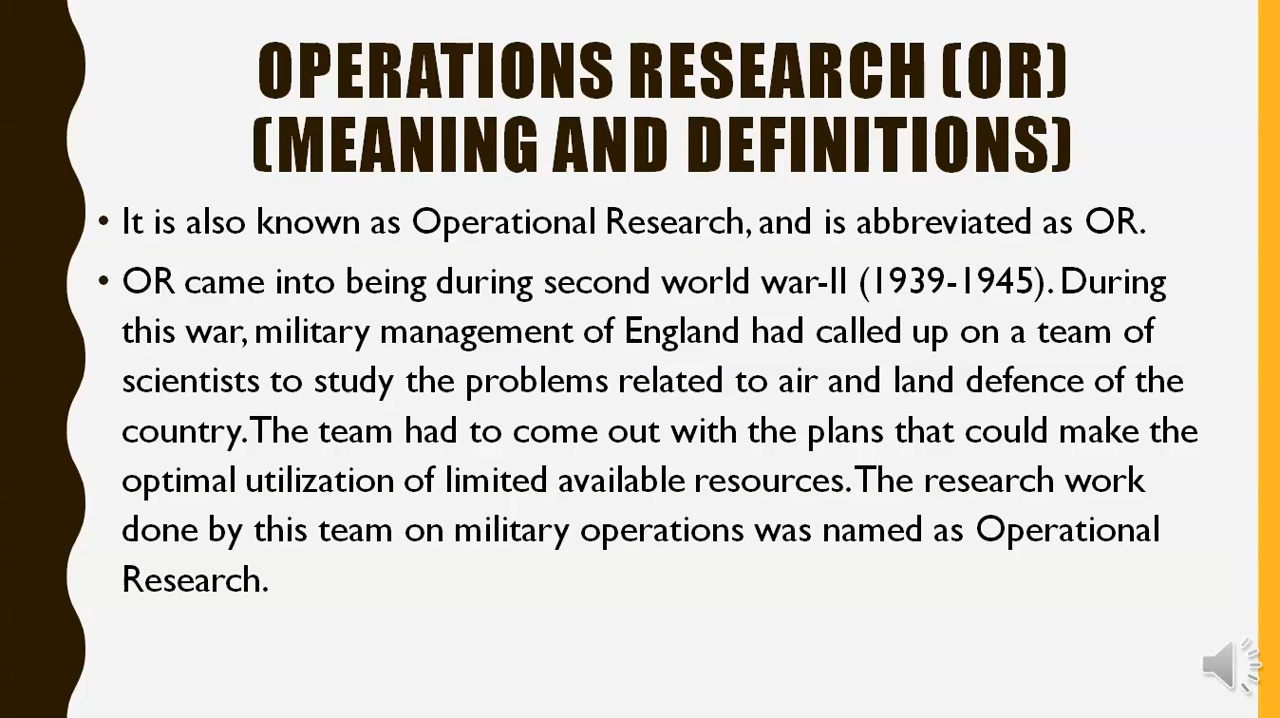 OPERATIONS RESEARCH (OR)
(MEANING AND DEFINITIONS)
• It is also known as Operational Research, and is abbreviated as OR.
• OR came into being during second world war-II (1939-1945). During
this war, military management of England had called up on a team of
scientists to study the problems related to air and land defence of the
country. The team had to come out with the plans that could make the
optimal utilization of limited available resources. The research work
done by this team on military operations was named as Operational
Research.